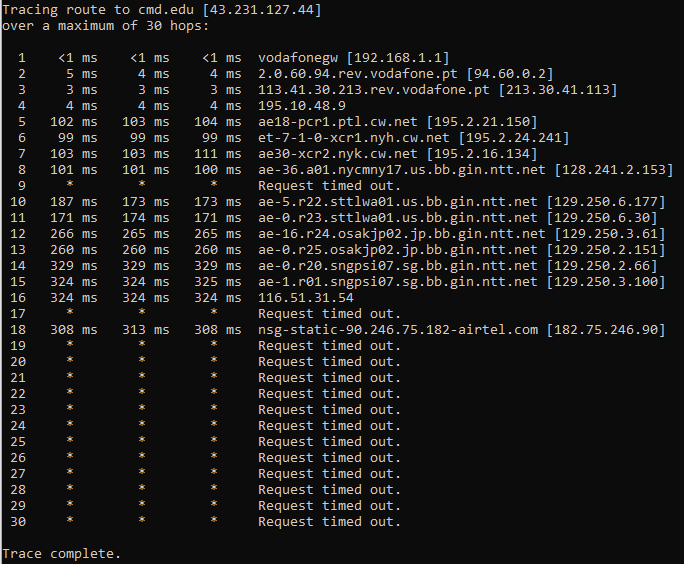 Tracing route to cmd.edu [43.231.127.44]
over a maximum of 30 hops:
1 <1 ms <1 ms <1 ms vodafonegw [192.168.1.1]
2 5 ms 4 ms 4 ms 2.0.60.94.rev.vodafone.pt [94.60.0.2]
3 3 ms 3 ms 3 ms 113.41.30.213.rev.vodafone.pt [213.30.41.113]
4 4 ms 4 ms 4 ms 195.10.48.9
5 102 ms 103 ms 104 ms ae18-pcr1.ptl.cw.net [195.2.21.150]
6 99 ms 99 ms 99 ms et-7-1-0-xcr1.nyh.cw.net [195.2.24.241]
7 103 ms 103 ms 111 ms ae30-xcr2.nyk.cw.net [195.2.16.134]
8 101 ms 101 ms 100 ms ae-36.a01.nycmny17.us.bb.gin.ntt.net [128.241.2.153]
9 * * * Request timed out.
10 187 ms 173 ms 173 ms ae-5.r22.sttlwa01.us.bb.gin.ntt.net [129.250.6.177]
11 171 ms 174 ms 171 ms ae-0.r23.sttlwa01.us.bb.gin.ntt.net [129.250.6.30]
12 266 ms 265 ms 265 ms ae-16.r24.osakjp02.jp.bb.gin.ntt.net [129.250.3.61]
13 260 ms 260 ms 260 ms ae-0.r25.osakjp02.jp.bb.gin.ntt.net [129.250.2.151]
14 329 ms 329 ms 329 ms ae-0.r20.sngpsi07.sg.bb.gin.ntt.net [129.250.2.66]
15 324 ms 324 ms 325 ms ae-1.r01.sngpsi07.sg.bb.gin.ntt.net [129.250.3.100]
16 324 ms 324 ms 324 ms 116.51.31.54
17 * * * Request timed out.
18 308 ms 313 ms 308 ms nsg-static-90.246.75.182-airtel.com [182.75.246.90]
19 * * * Request timed out.
20 * * * Request timed out.
21 * * * Request timed out.
22 * * * Request timed out.
23 * * * Request timed out.
24 * * * Request timed out.
25 * * * Request timed out.
26 * * * Request timed out.
27 * * * Request timed out.
28 * * * Request timed out.
29 * * * Request timed out.
30 * * * Request timed out.
Trace complete.